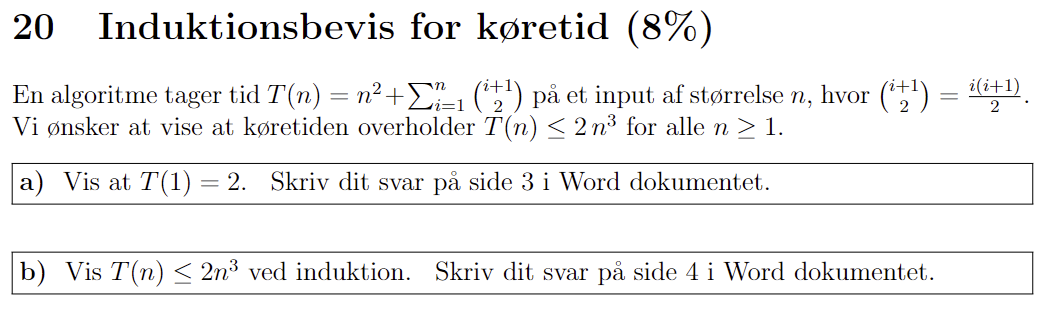 20 Induktionsbevis for køretid (8%)
En algoritme tager tid $T(n) = n^2 + \sum_{i=1}^{n} \binom{i+1}{2}$ på et input af størrelse $n$, hvor $\binom{i+1}{2} = \frac{i(i+1)}{2}$.
Vi ønsker at vise at køretiden overholder $T(n) \leq 2\,n^3$ for alle $n \geq 1$.
a) Vis at $T(1) = 2$. Skriv dit svar på side 3 i Word dokumentet.
b) Vis $T(n) \leq 2n^3$ ved induktion. Skriv dit svar på side 4 i Word dokumentet.